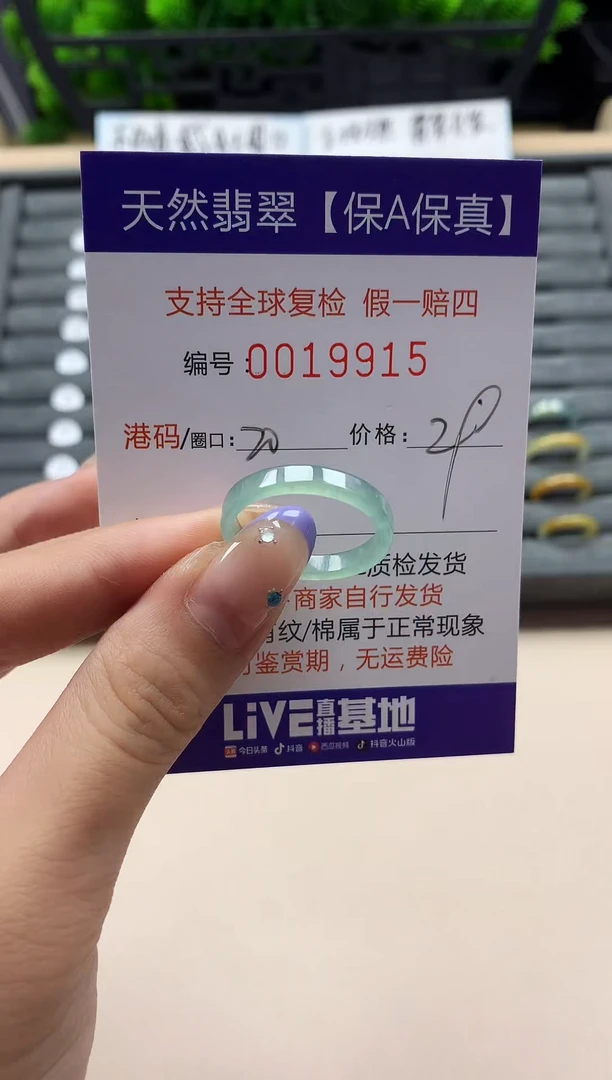 天然翡翠【保A保真】
支持全球复检 假一赔四
编号:0019915
港码/圈口:20 价格:
质检发货
商家自行发货
纹/棉属于正常现象
鉴赏期，无运费险
LiVE直播基地
今日头条 抖音 西瓜视频 抖音火山版